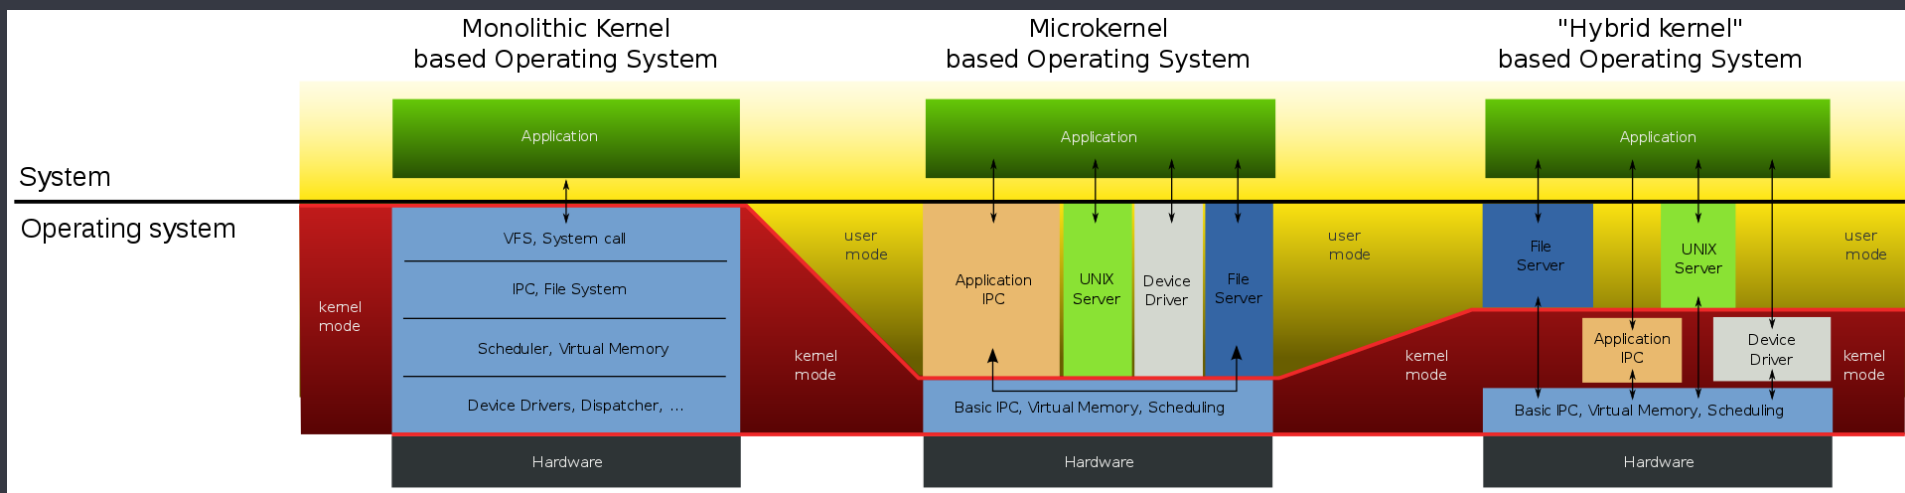 Monolithic Kernel
based Operating System
Microkernel
based Operating System
"Hybrid kernel"
based Operating System
Application
Application
Application
System
Operating system
VFS, System call
IPC, File System
Scheduler, Virtual Memory
Device Drivers, Dispatcher, ...
kernel
mode
kernel
mode
user
mode
Application
IPC
UNIX
Server
Device
Driver
File
Server
Basic IPC, Virtual Memory, Scheduling
user
mode
kernel
mode
File
Server
UNIX
Server
user
mode
Application
IPC
Device
Driver
kernel
mode
Basic IPC, Virtual Memory, Scheduling
Hardware
Hardware
Hardware